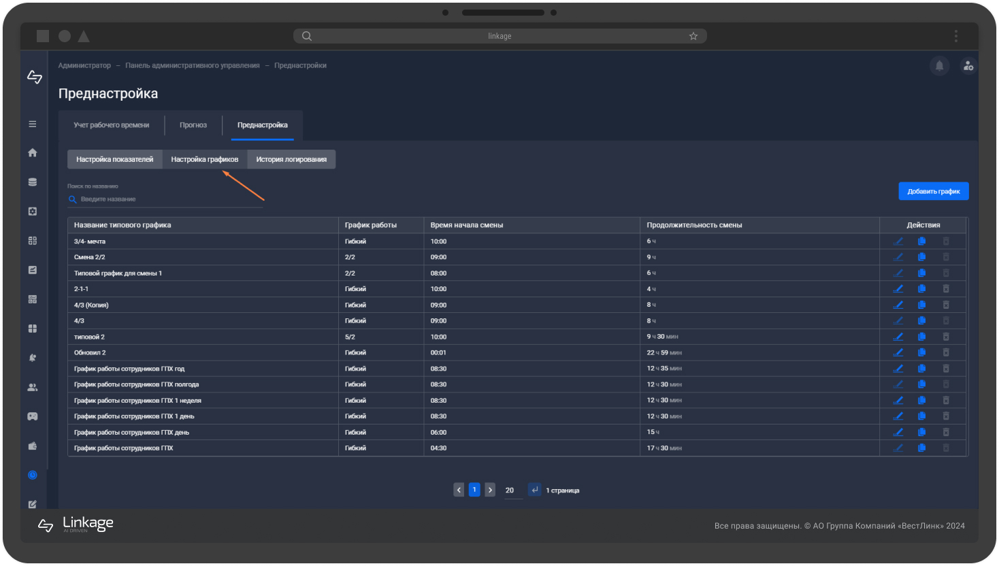 linkage
Администратор – Панель административного управления – Преднастройки
Преднастройка
Учет рабочего времени Прогноз Преднастройка
Настройка показателей Настройка графиков История логирования
Поиск по названию
Введите название
Добавить график
Название типового графика График работы Время начала смены Продолжительность смены Действия
3/4- мечта Гибкий 10:00 6 ч
Смена 2/2 2/2 09:00 9 ч
Типовой график для смены 1 2/2 08:00 6 ч
2-1-1 Гибкий 10:00 4 ч
4/3 (Копия) Гибкий 09:00 8 ч
4/3 Гибкий 09:00 8 ч
типовой 2 5/2 10:00 9 ч 30 мин
Обновил 2 Гибкий 00:01 22 ч 59 мин
График работы сотрудников ГПХ год Гибкий 08:30 12 ч 35 мин
График работы сотрудников ГПХ полгода Гибкий 08:30 12 ч 30 мин
График работы сотрудников ГПХ 1 неделя Гибкий 08:30 12 ч 30 мин
График работы сотрудников ГПХ 1 день Гибкий 08:30 12 ч 30 мин
График работы сотрудников ГПХ день Гибкий 06:00 15 ч
График работы сотрудников ГПХ Гибкий 04:30 17 ч 30 мин
1 20 1 страница
Linkage
AI DRIVEN
Все права защищены. © АО Группа Компаний «ВестЛинк» 2024